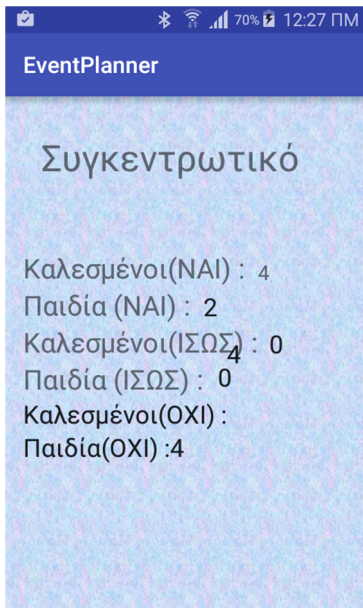 70% 12:27 ΠΜ
EventPlanner
Συγκεντρωτικό
Καλεσμένοι(ΝΑΙ) : 4
Παιδία (ΝΑΙ) : 2
Καλεσμένοι(ΙΣΩΣ) : 0
4
Παιδία (ΙΣΩΣ) : 0
Καλεσμένοι(ΟΧΙ) :
Παιδία(ΟΧΙ) :4